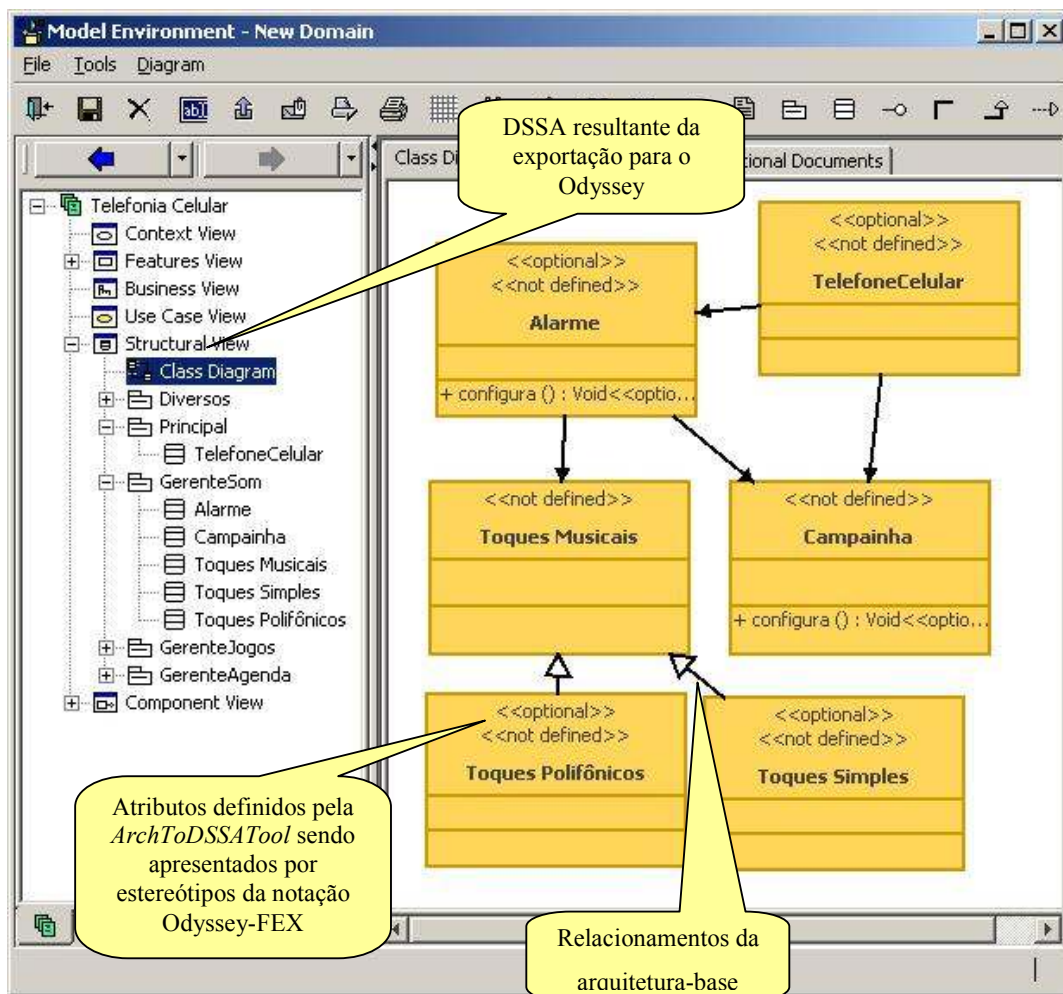 Model Environment - New Domain
File Tools Diagram
DSSA resultante da
exportação para o
Odyssey
Class Di
ional Documents
Telefonia Celular
Context View
Features View
Business View
Use Case View
Structural View
Class Diagram
Diversos
Principal
TelefoneCelular
GerenteSom
Alarme
Campainha
Toques Musicais
Toques Simples
Toques Polifônicos
GerenteJogos
GerenteAgenda
Component View
<<optional>>
<<not defined>>
Alarme
+ configura () : Void<<optio...
<<optional>>
<<not defined>>
TelefoneCelular
<<not defined>>
Toques Musicais
<<not defined>>
Campainha
+ configura () : Void<<optio...
<<optional>>
<<not defined>>
Toques Polifônicos
<<optional>>
<<not defined>>
Toques Simples
Atributos definidos pela
ArchToDSSATool sendo
apresentados por
estereótipos da notação
Odyssey-FEX
Relacionamentos da
arquitetura-base